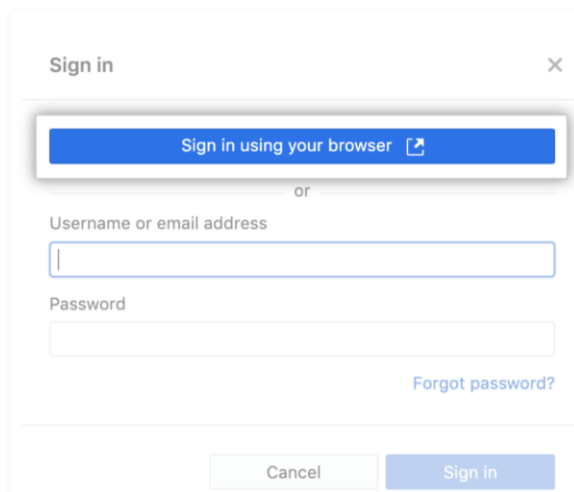 Sign in
Sign in using your browser
or
Username or email address
Password
Forgot password?
Cancel
Sign in